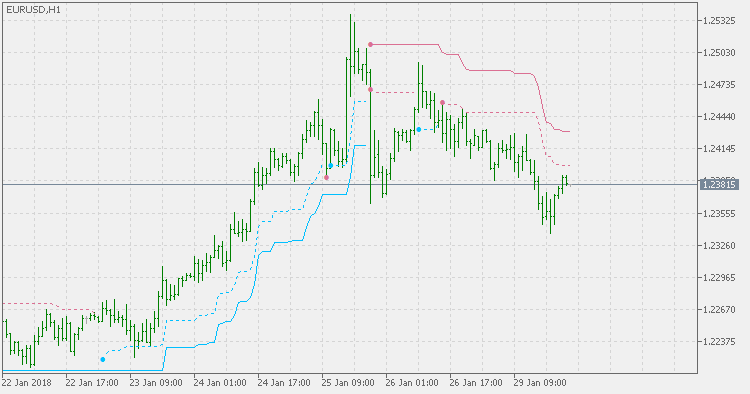 EURUSD,H1
1.25325
1.25030
1.24735
1.24440
1.24145
1.23815
1.23555
1.23260
1.22965
1.22670
1.22375
22 Jan 2018
22 Jan 17:00
23 Jan 09:00
24 Jan 01:00
24 Jan 17:00
25 Jan 09:00
26 Jan 01:00
26 Jan 17:00
29 Jan 09:00